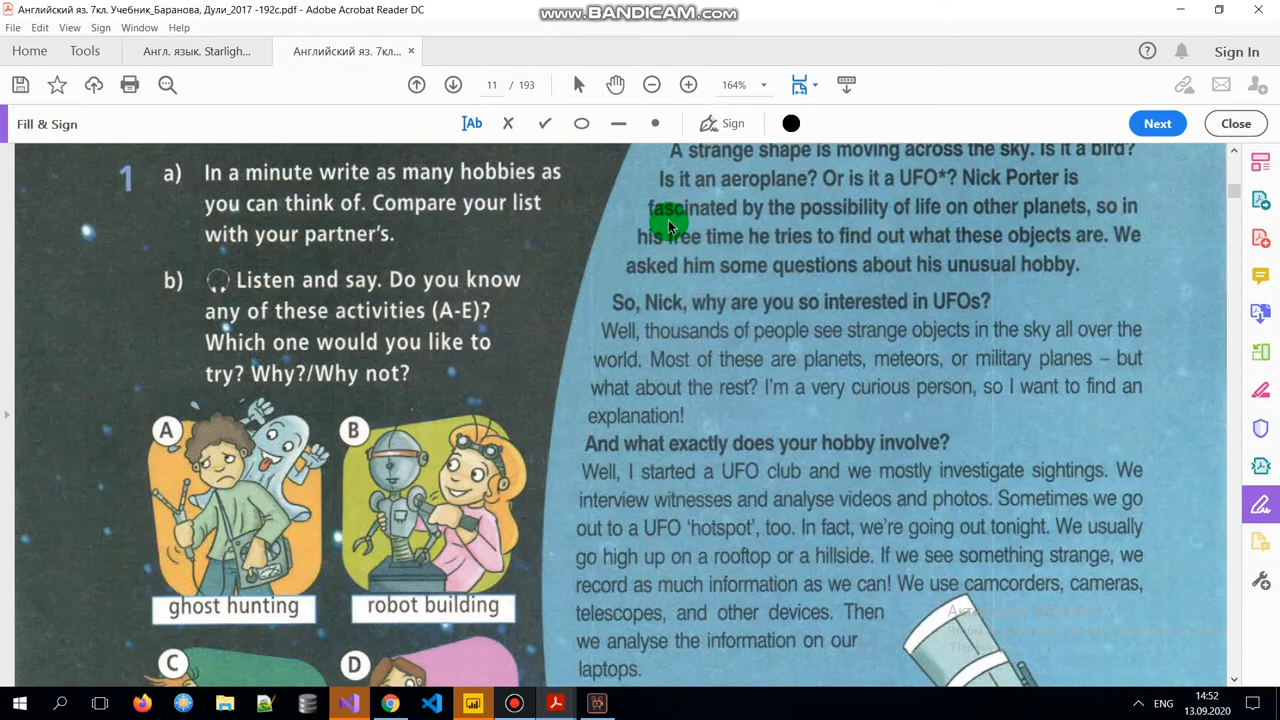 Английский яз. 7кл. Учебник_Баранова, Дули_2017 -192c.pdf - Adobe Acrobat Reader DC
www.BANDICAM.com
File Edit View Sign Window Help
Home Tools Англ. язык. Starligh... Английский яз. 7кл... × Sign In
11 / 193 164%
Fill & Sign Ab Sign Next Close
1 a) In a minute write as many hobbies as
you can think of. Compare your list
with your partner's.
b) Listen and say. Do you know
any of these activities (A-E)?
Which one would you like to
try? Why?/Why not?
A
B
ghost hunting
robot building
C
D
A strange shape is moving across the sky. Is it a bird?
Is it an aeroplane? Or is it a UFO*? Nick Porter is
fascinated by the possibility of life on other planets, so in
his free time he tries to find out what these objects are. We
asked him some questions about his unusual hobby.
So, Nick, why are you so interested in UFOs?
Well, thousands of people see strange objects in the sky all over the
world. Most of these are planets, meteors, or military planes – but
what about the rest? I'm a very curious person, so I want to find an
explanation!
And what exactly does your hobby involve?
Well, I started a UFO club and we mostly investigate sightings. We
interview witnesses and analyse videos and photos. Sometimes we go
out to a UFO 'hotspot', too. In fact, we're going out tonight. We usually
go high up on a rooftop or a hillside. If we see something strange, we
record as much information as we can! We use camcorders, cameras,
telescopes, and other devices. Then
we analyse the information on our
laptops.
ENG
14:52
13.09.2020